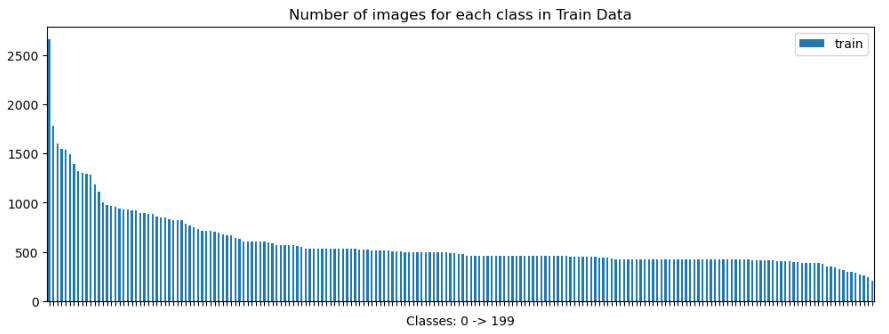 Number of images for each class in Train Data
train
2500
2000
1500
1000
500
0
Classes: 0 -> 199